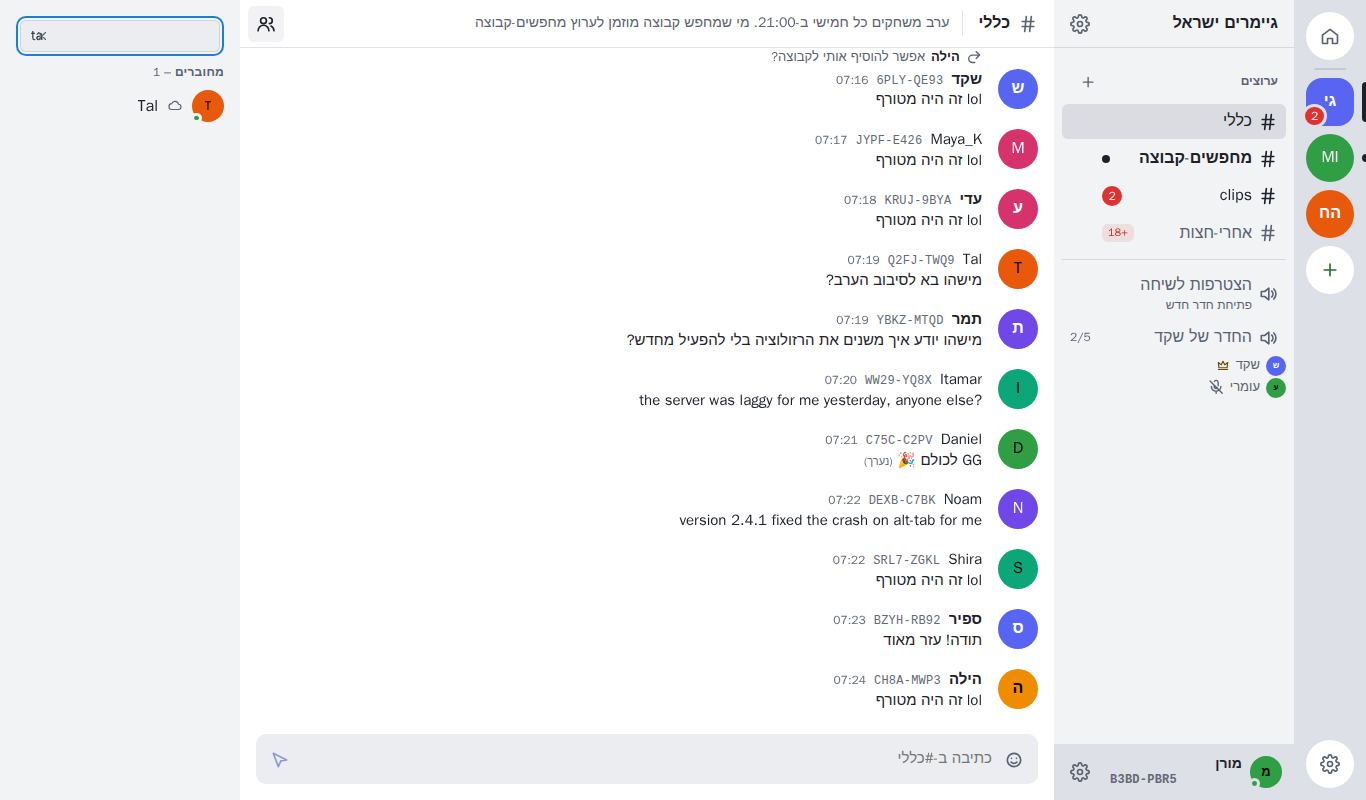 גיימרים ישראל
ערוצים
כללי
מחפשים-קבוצה
clips
2
אחרי-חצות
18+
הצטרפות לשיחה
פתיחת חדר חדש
החדר של שקד
2/5
ש שקד
ע עומרי
מ
מורן
B3BD-PBR5
גי
2
MI
הח
# כללי
ערב משחקים כל חמישי ב-21:00. מי שמחפש קבוצה מוזמן לערוץ מחפשים-קבוצה
הילה אפשר להוסיף אותי לקבוצה?
ש
שקד 6PLY-QE93 07:16
lol זה היה מטורף
M
Maya_K JYPF-E426 07:17
lol זה היה מטורף
ע
עדי KRUJ-9BYA 07:18
lol זה היה מטורף
T
Tal Q2FJ-TWQ9 07:19
מישהו בא לסיבוב הערב?
ת
תמר YBKZ-MTQD 07:19
מישהו יודע איך משנים את הרזולוציה בלי להפעיל מחדש?
I
Itamar WW29-YQ8X 07:20
the server was laggy for me yesterday, anyone else?
D
Daniel C75C-C2PV 07:21
GG לכולם 🎉 (נערך)
N
Noam DEXB-C7BK 07:22
version 2.4.1 fixed the crash on alt-tab for me
S
Shira SRL7-ZGKL 07:22
lol זה היה מטורף
ס
ספיר BZYH-RB92 07:23
תודה! עזר מאוד
ה
הילה CH8A-MWP3 07:24
lol זה היה מטורף
כתיבה ב-#כללי
מחוברים – 1
T
Tal